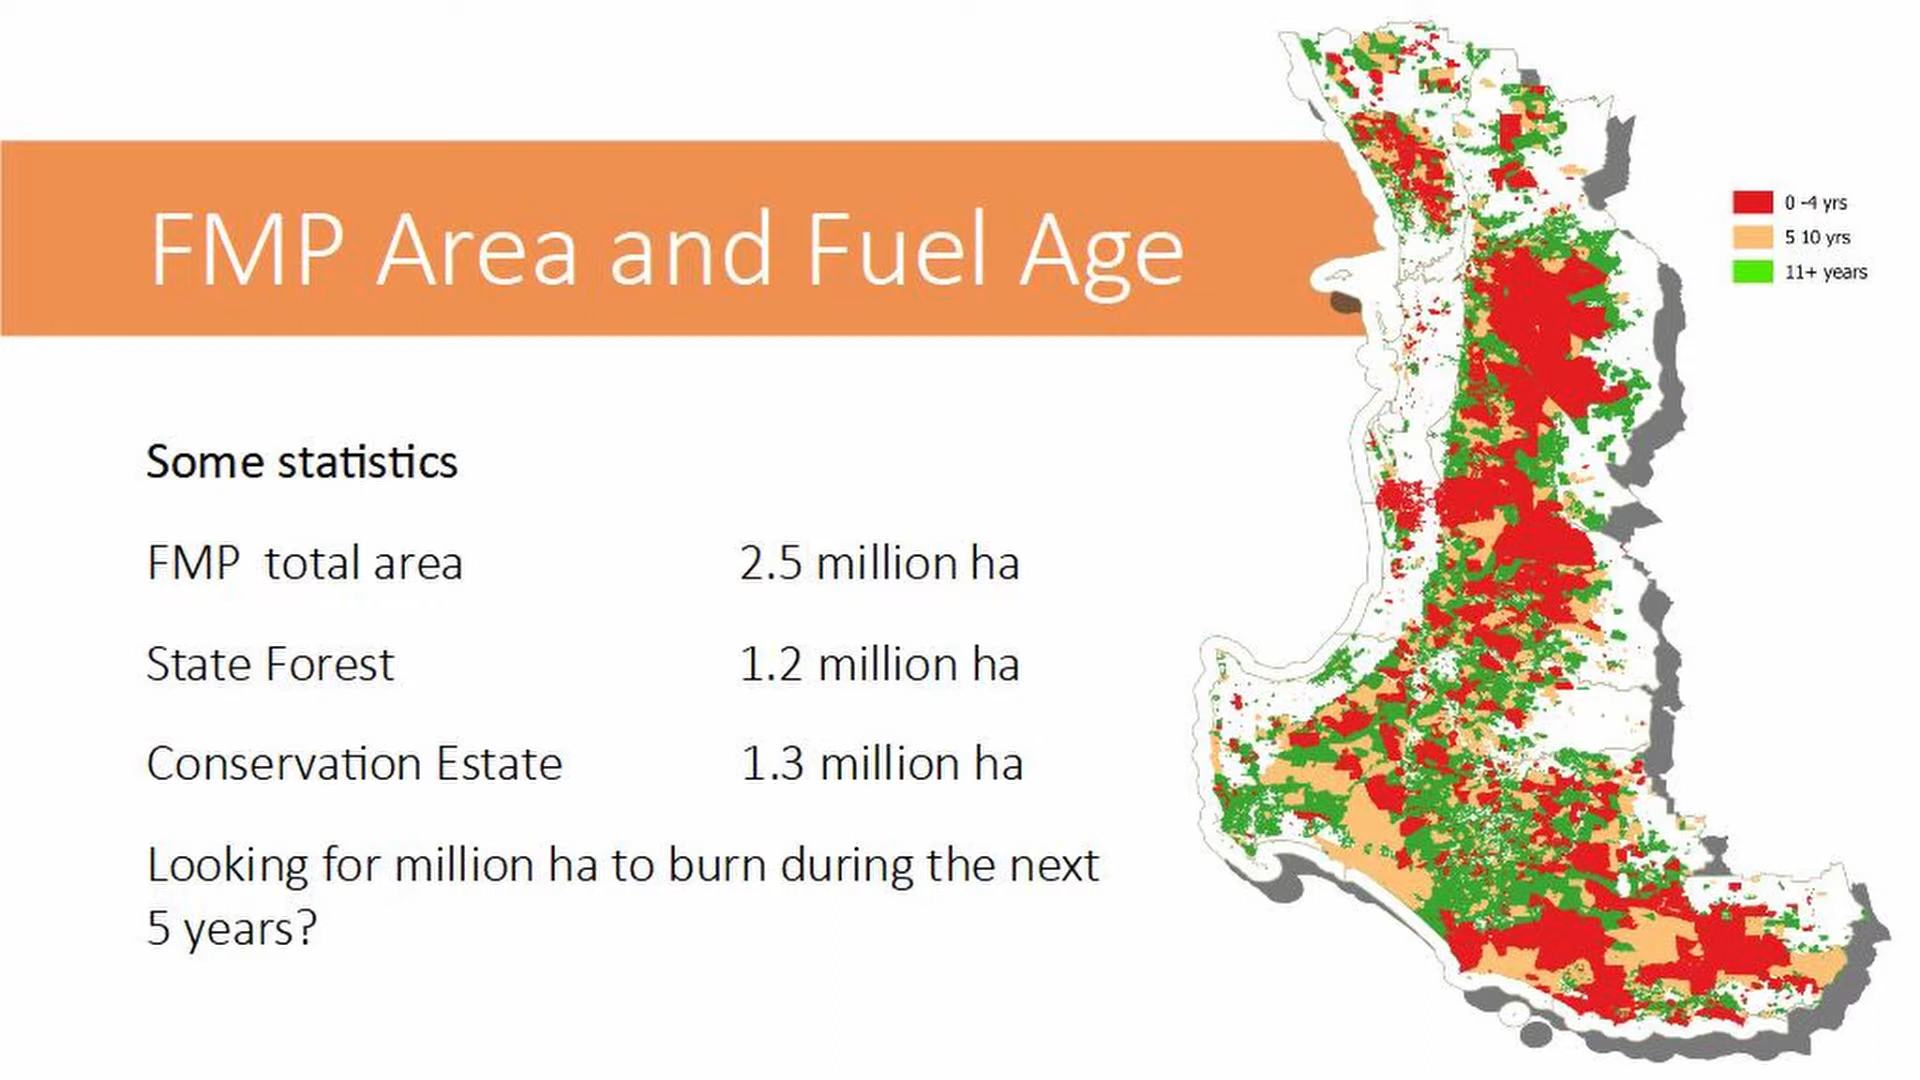 FMP Area and Fuel Age
0 -4 yrs
5 10 yrs
11+ years
Some statistics
FMP total area 2.5 million ha
State Forest 1.2 million ha
Conservation Estate 1.3 million ha
Looking for million ha to burn during the next
5 years?